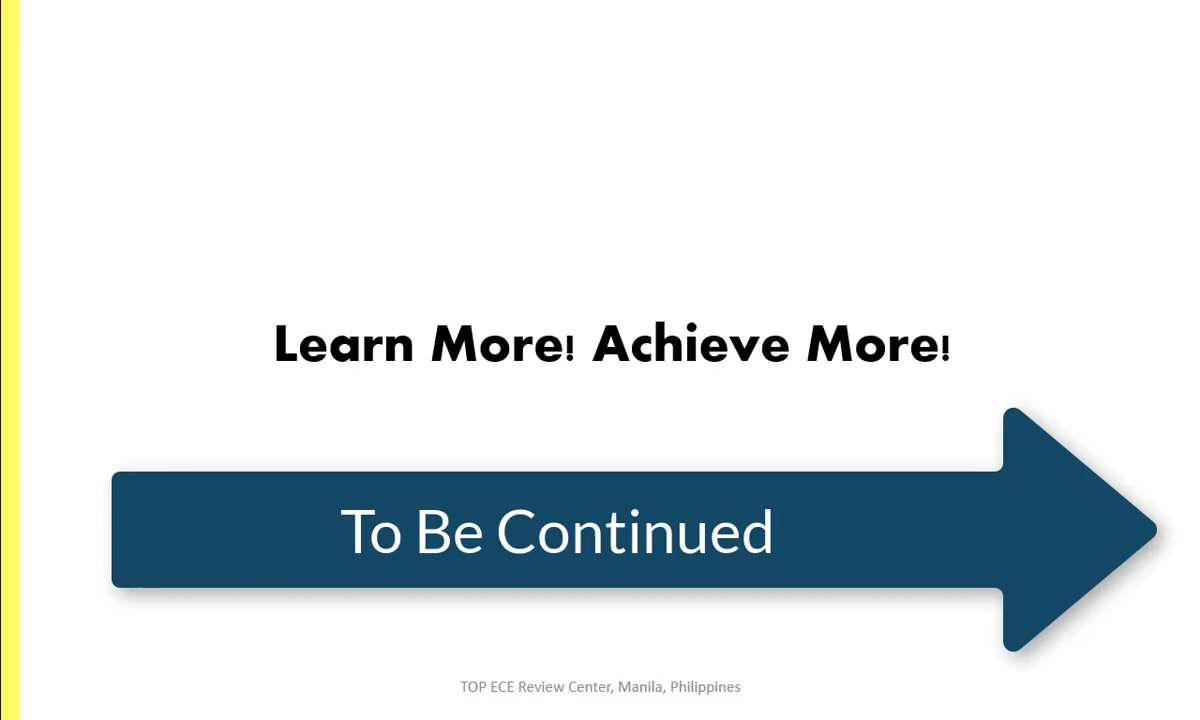 Learn More! Achieve More!
To Be Continued
TOP ECE Review Center, Manila, Philippines